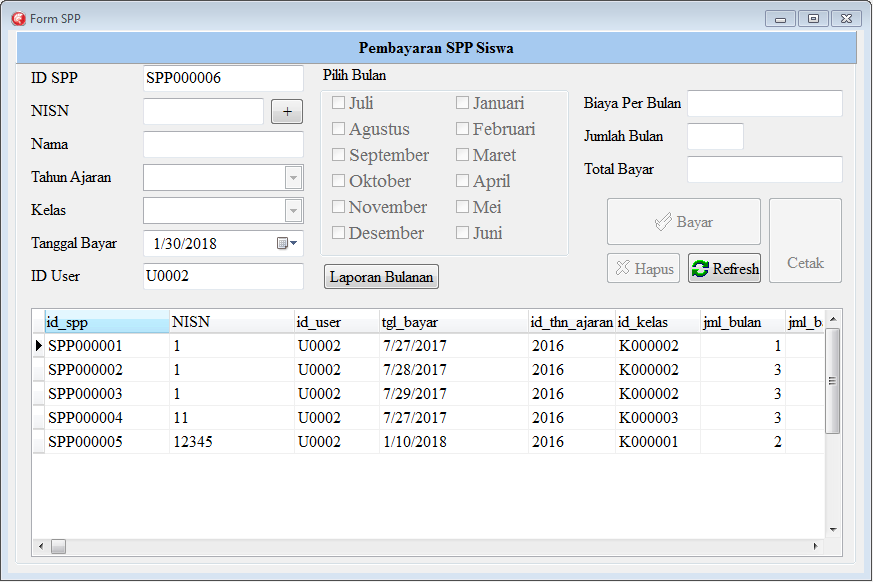 Form SPP
Pembayaran SPP Siswa
ID SPP SPP000006
NISN +
Nama
Tahun Ajaran
Kelas
Tanggal Bayar 1/30/2018
ID User U0002
Pilih Bulan
Juli Januari
Agustus Februari
September Maret
Oktober April
November Mei
Desember Juni
Laporan Bulanan
Biaya Per Bulan
Jumlah Bulan
Total Bayar
Bayar
Hapus Refresh Cetak
id_spp NISN id_user tgl_bayar id_thn_ajaran id_kelas jml_bulan jml_b
SPP000001 1 U0002 7/27/2017 2016 K000002 1
SPP000002 1 U0002 7/28/2017 2016 K000002 3
SPP000003 1 U0002 7/29/2017 2016 K000002 3
SPP000004 11 U0002 7/27/2017 2016 K000003 3
SPP000005 12345 U0002 1/10/2018 2016 K000001 2